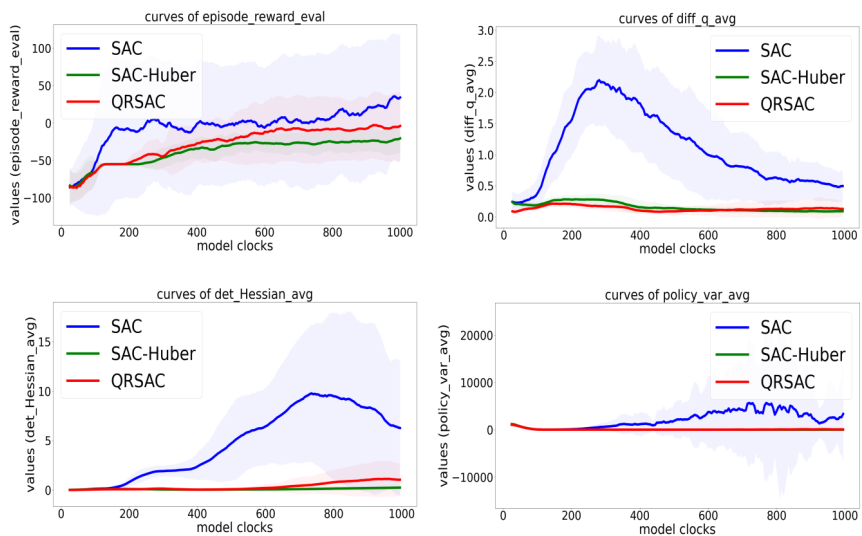 curves of episode_reward_eval
values (episode_reward_eval)
100
50
0
−50
−100
SAC
SAC-Huber
QRSAC
0 200 400 600 800 1000
model clocks
curves of diff_q_avg
values (diff_q_avg)
3.0
2.5
2.0
1.5
1.0
0.5
0.0
SAC
SAC-Huber
QRSAC
0 200 400 600 800 1000
model clocks
curves of det_Hessian_avg
values (det_Hessian_avg)
15
10
5
0
SAC
SAC-Huber
QRSAC
0 200 400 600 800 1000
model clocks
curves of policy_var_avg
values (policy_var_avg)
20000
10000
0
−10000
SAC
SAC-Huber
QRSAC
0 200 400 600 800 1000
model clocks